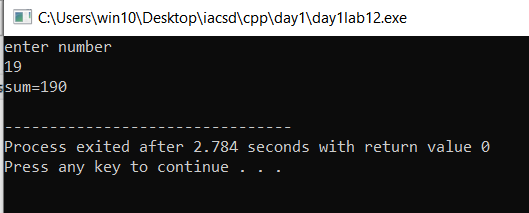 C:\Users\win10\Desktop\iacsd\cpp\day1\day1lab12.exe
enter number
19
sum=190
--------------------------------
Process exited after 2.784 seconds with return value 0
Press any key to continue . . .